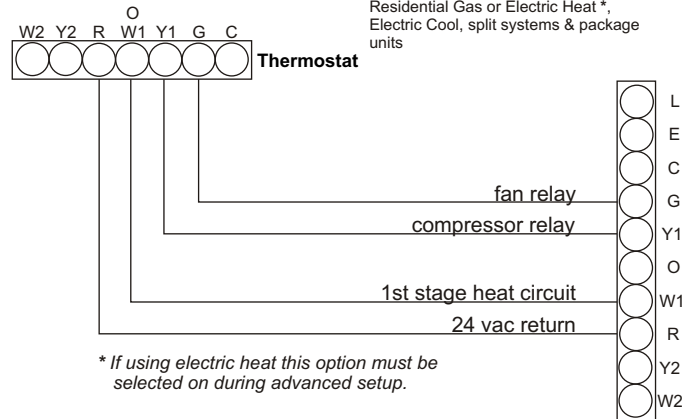 Residential Gas or Electric Heat *,
Electric Cool, split systems & package
units
O
W2 Y2 R W1 Y1 G C
Thermostat
L
E
C
fan relay
G
compressor relay
Y1
O
1st stage heat circuit
W1
24 vac return
R
* If using electric heat this option must be
selected on during advanced setup.
Y2
W2